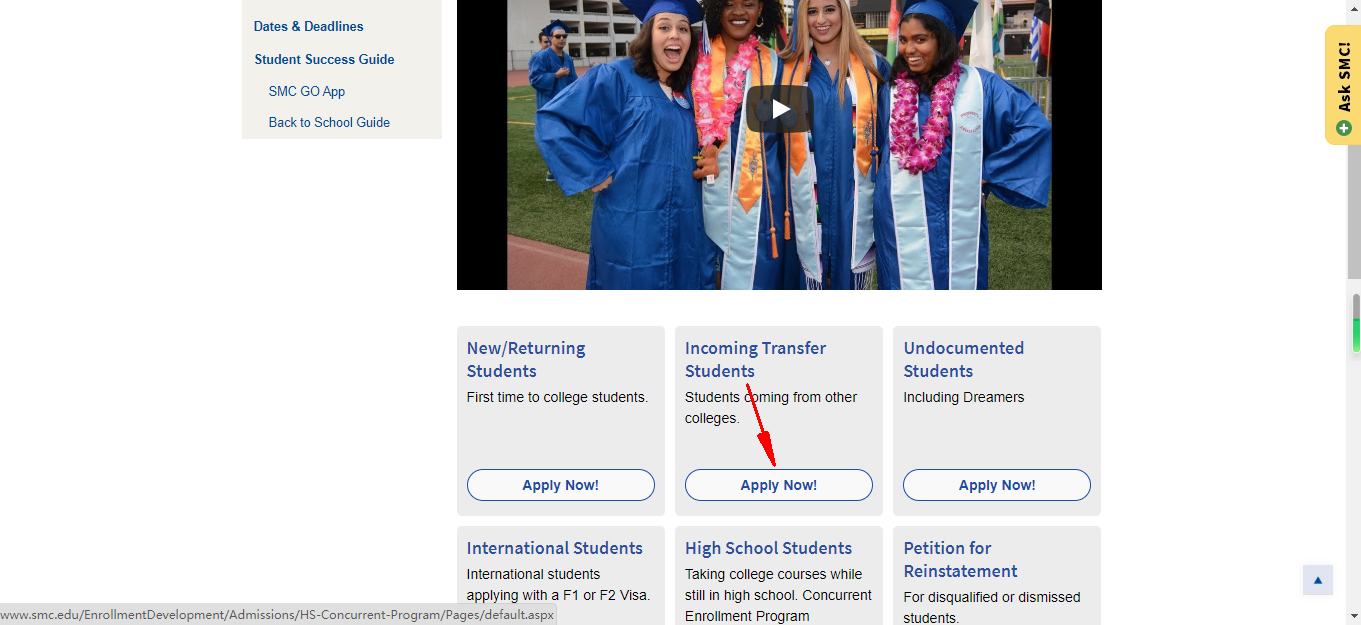 Dates & Deadlines
Student Success Guide
SMC GO App
Back to School Guide
Ask SMC!
New/Returning
Students
First time to college students.
Apply Now!
Incoming Transfer
Students
Students coming from other
colleges.
Apply Now!
Undocumented
Students
Including Dreamers
Apply Now!
International Students
International students
applying with a F1 or F2 Visa.
High School Students
Taking college courses while
still in high school. Concurrent
Enrollment Program
Petition for
Reinstatement
For disqualified or dismissed
students.
www.smc.edu/EnrollmentDevelopment/Admissions/HS-Concurrent-Program/Pages/default.aspx